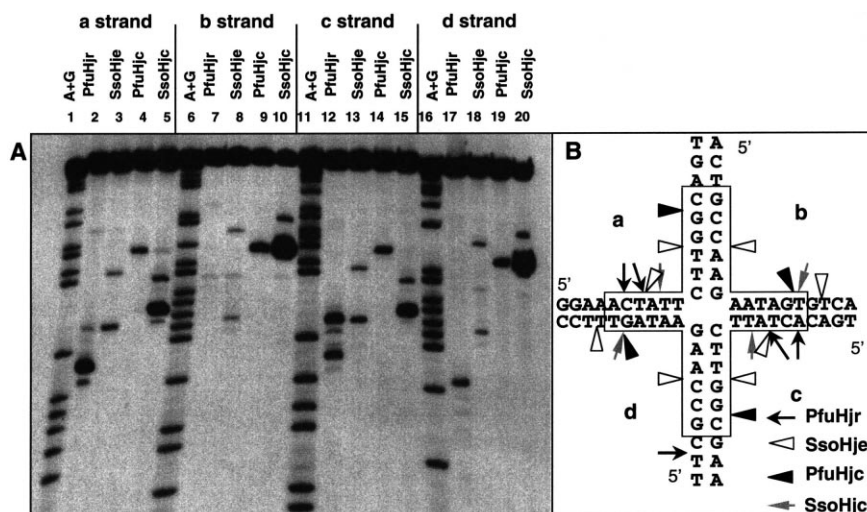 a strand b strand c strand d strand
A+G PfuHjr SsoHje PfuHjc SsoHjc A+G PfuHjr SsoHje PfuHjc SsoHjc A+G PfuHjr SsoHje PfuHjc SsoHjc A+G PfuHjr SsoHje PfuHjc SsoHjc
1 2 3 4 5 6 7 8 9 10 11 12 13 14 15 16 17 18 19 20
A
B
T A 5'
G C
A T
C G
a b
G C
G C
T A
T A
C G
5'
GGAAACTATT AATAGTGTCA
CCTTTGATAA TTATCACAGT
5'
G C
A T
A T
C G
d c
C G
G C
C G
T A
5' T A
PfuHjr
SsoHje
PfuHjc
SsoHjc